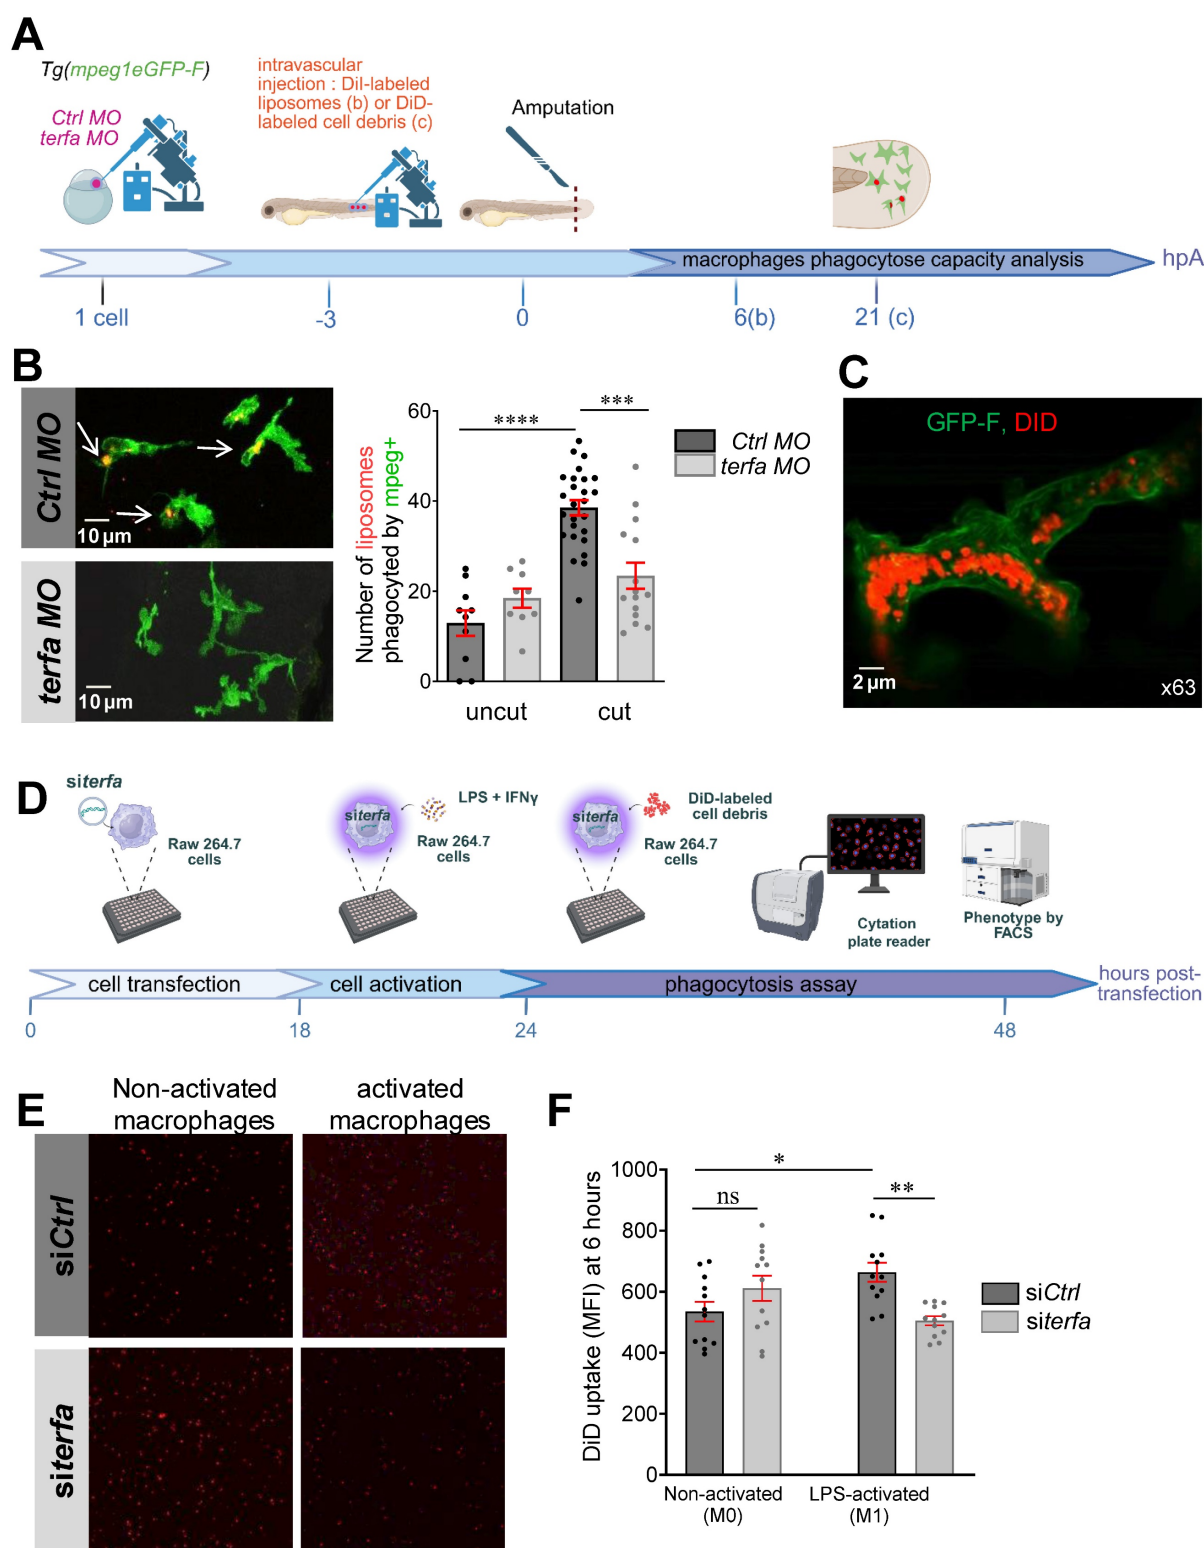 A
Tg(mpeg1eGFP-F)
Ctrl MO
terfa MO
intravascular
injection : DiI-labeled
liposomes (b) or DiD-
labeled cell debris (c)
Amputation
macrophages phagocytose capacity analysis
hpA
1 cell
-3
0
6(b)
21 (c)
B
Ctrl MO
10 µm
terfa MO
10 µm
Number of liposomes
phagocyted by mpeg+
60
40
20
0
****
***
uncut
cut
Ctrl MO
terfa MO
C
GFP-F, DID
2 µm
x63
D
siterfa
Raw 264.7
cells
siterfa
LPS + IFNγ
Raw 264.7
cells
siterfa
DiD-labeled
cell debris
Raw 264.7
cells
Cytation
plate reader
Phenotype by
FACS
cell transfection
cell activation
phagocytosis assay
hours post-
transfection
0
18
24
48
E
Non-activated
macrophages
activated
macrophages
siCtrl
siterfa
F
DiD uptake (MFI) at 6 hours
1000
800
600
400
200
0
*
ns
**
Non-activated
(M0)
LPS-activated
(M1)
siCtrl
siterfa